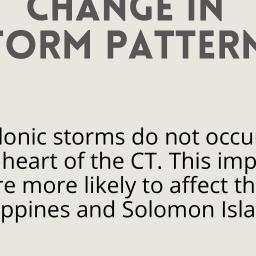 CHANGE IN
TORM PATTERN
lonic storms do not occu
heart of the CT. This imp
re more likely to affect th
ppines and Solomon Isla